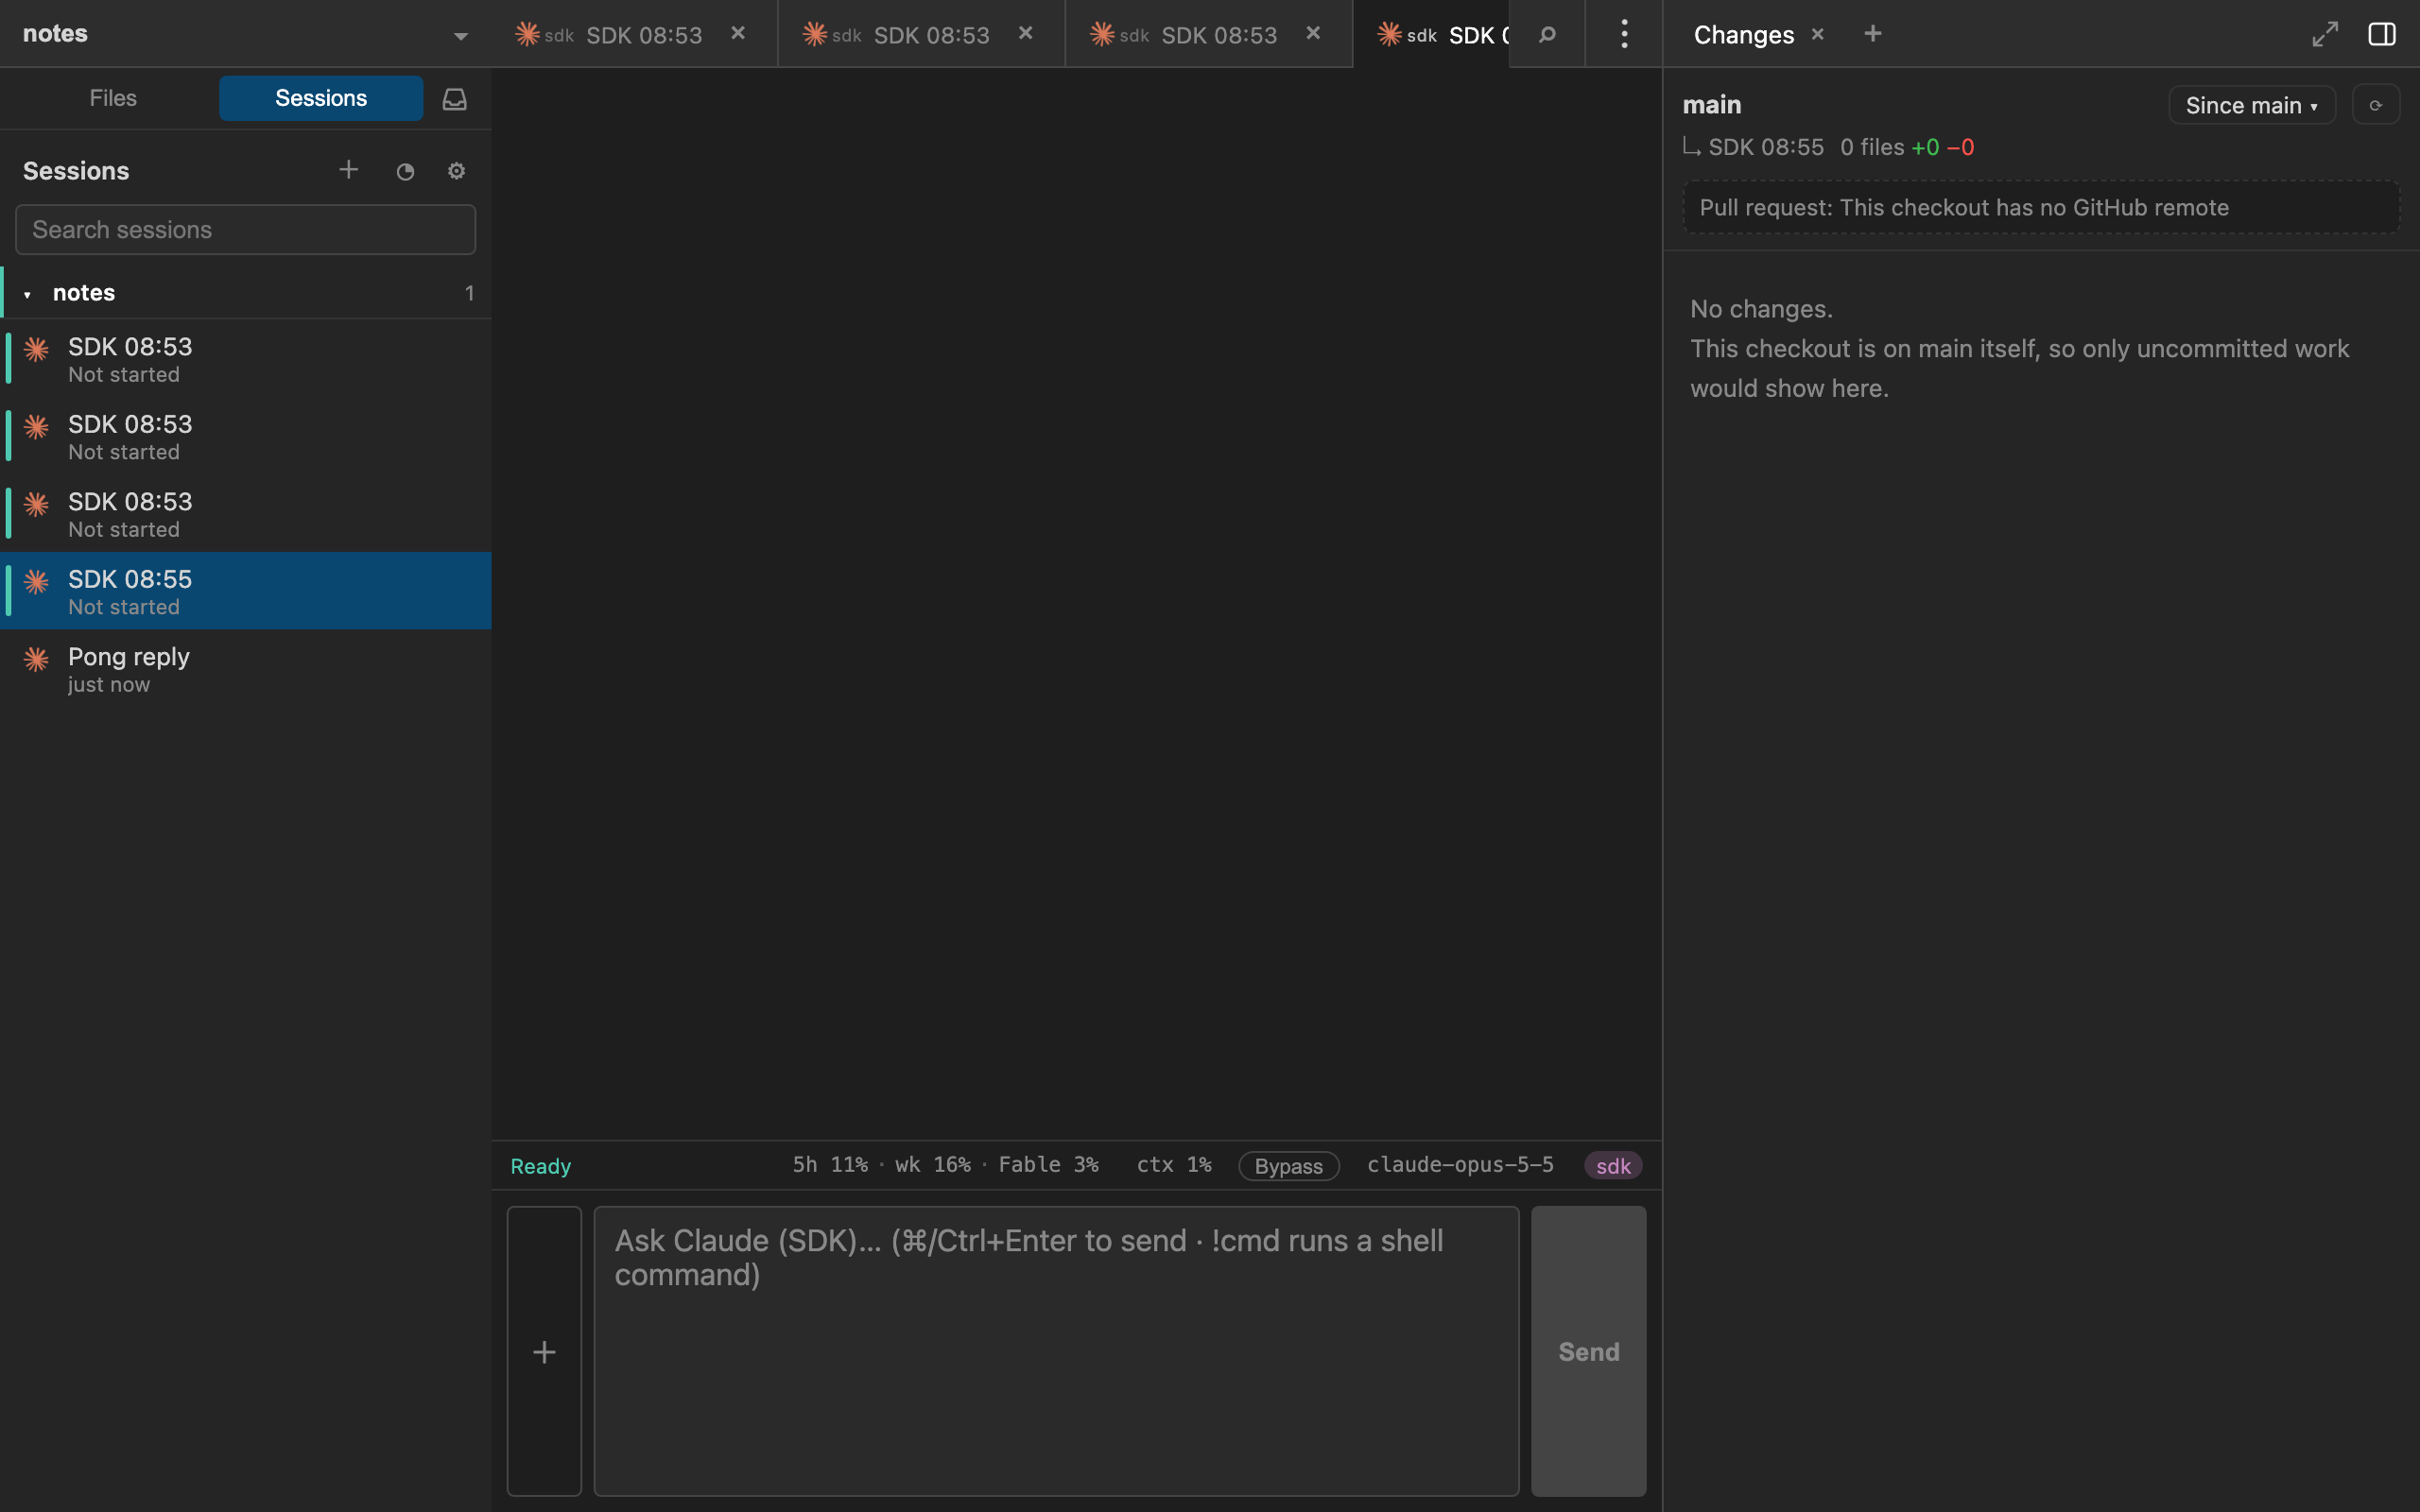 notes
sdk SDK 08:53
sdk SDK 08:53
sdk SDK 08:53
sdk SDK 0
Changes
Files
Sessions
Sessions
Search sessions
notes 1
SDK 08:53
Not started
SDK 08:53
Not started
SDK 08:53
Not started
SDK 08:55
Not started
Pong reply
just now
Ready
5h 11% · wk 16% · Fable 3%
ctx 1%
Bypass
claude-opus-5-5
sdk
Ask Claude (SDK)... (⌘/Ctrl+Enter to send · !cmd runs a shell
command)
Send
main
Since main
SDK 08:55 0 files +0 −0
Pull request: This checkout has no GitHub remote
No changes.
This checkout is on main itself, so only uncommitted work
would show here.